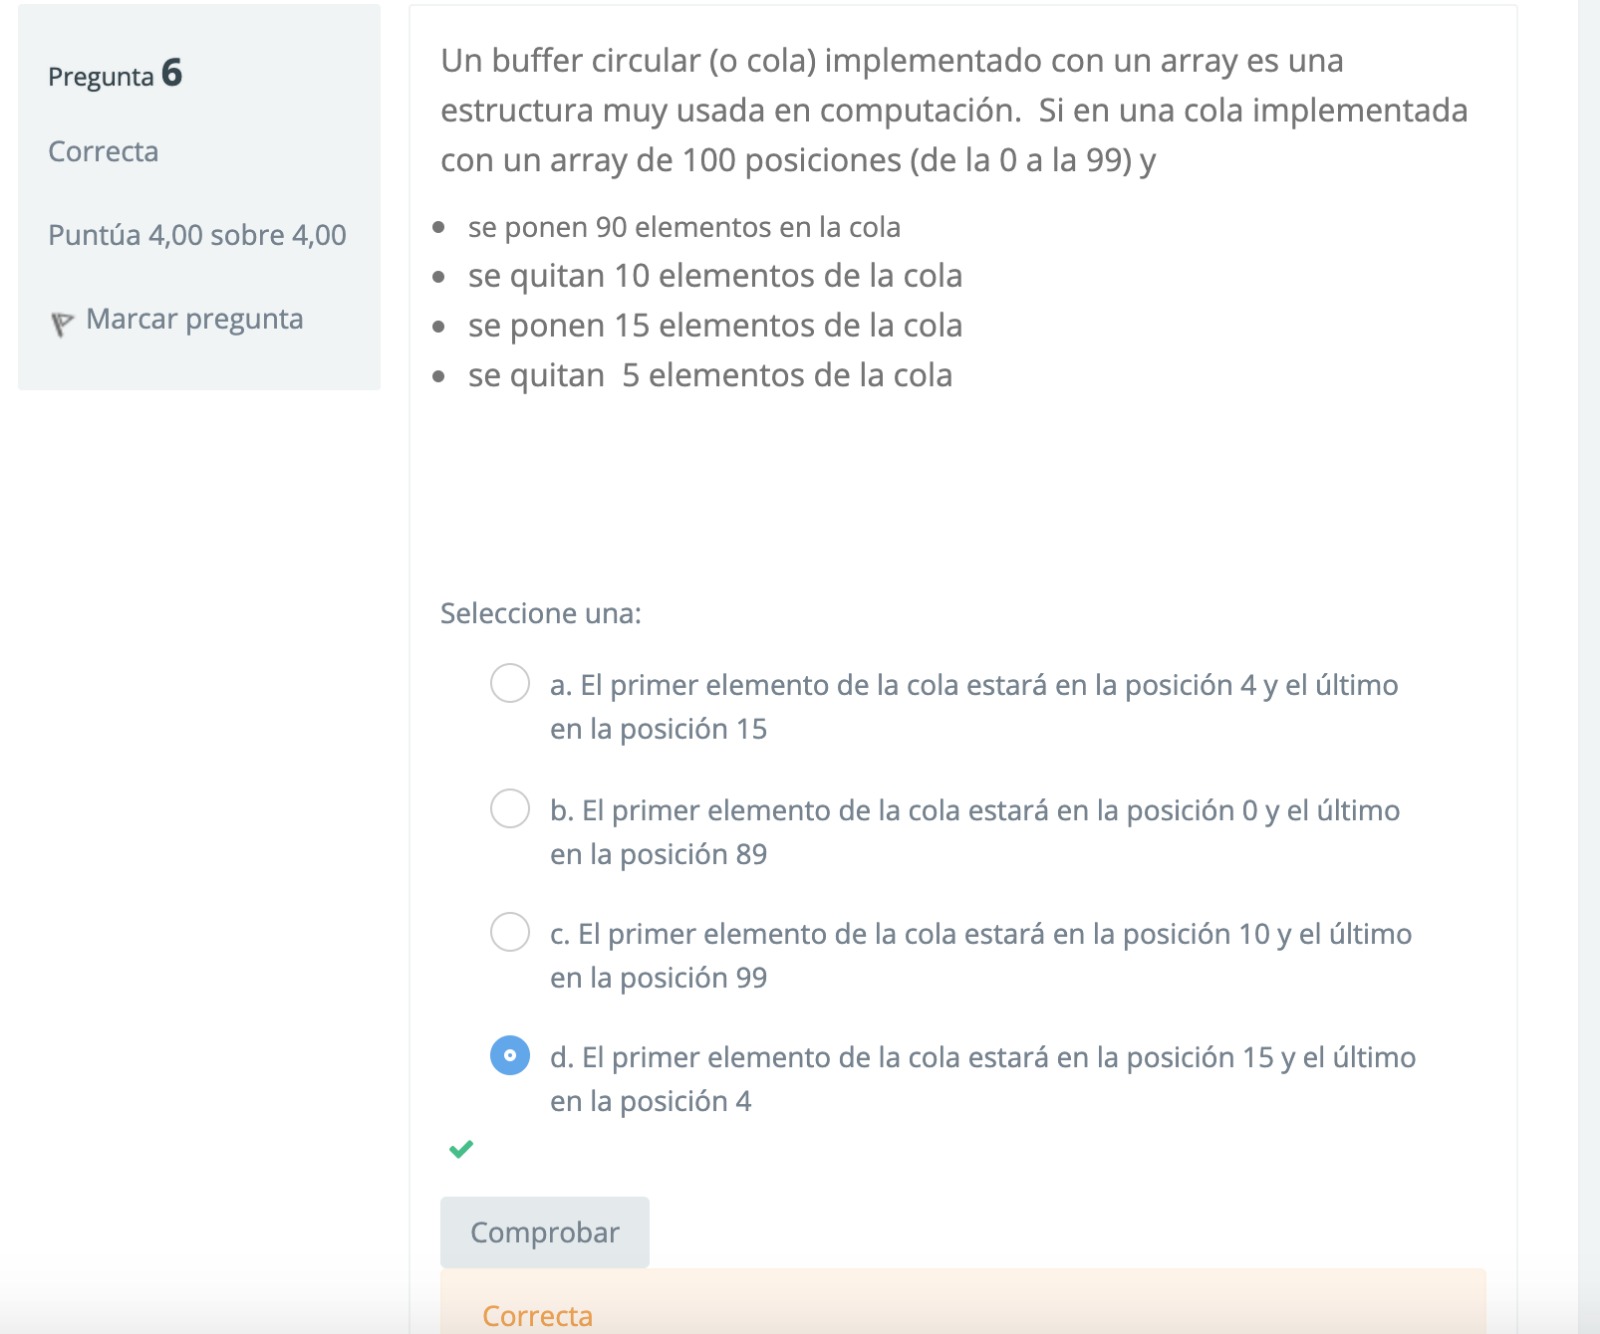 Pregunta 6
Correcta
Puntúa 4,00 sobre 4,00
Marcar pregunta
Un buffer circular (o cola) implementado con un array es una
estructura muy usada en computación.  Si en una cola implementada
con un array de 100 posiciones (de la 0 a la 99) y
se ponen 90 elementos en la cola
se quitan 10 elementos de la cola
se ponen 15 elementos de la cola
se quitan  5 elementos de la cola
Seleccione una:
a. El primer elemento de la cola estará en la posición 4 y el último
en la posición 15
b. El primer elemento de la cola estará en la posición 0 y el último
en la posición 89
c. El primer elemento de la cola estará en la posición 10 y el último
en la posición 99
d. El primer elemento de la cola estará en la posición 15 y el último
en la posición 4
Comprobar
Correcta